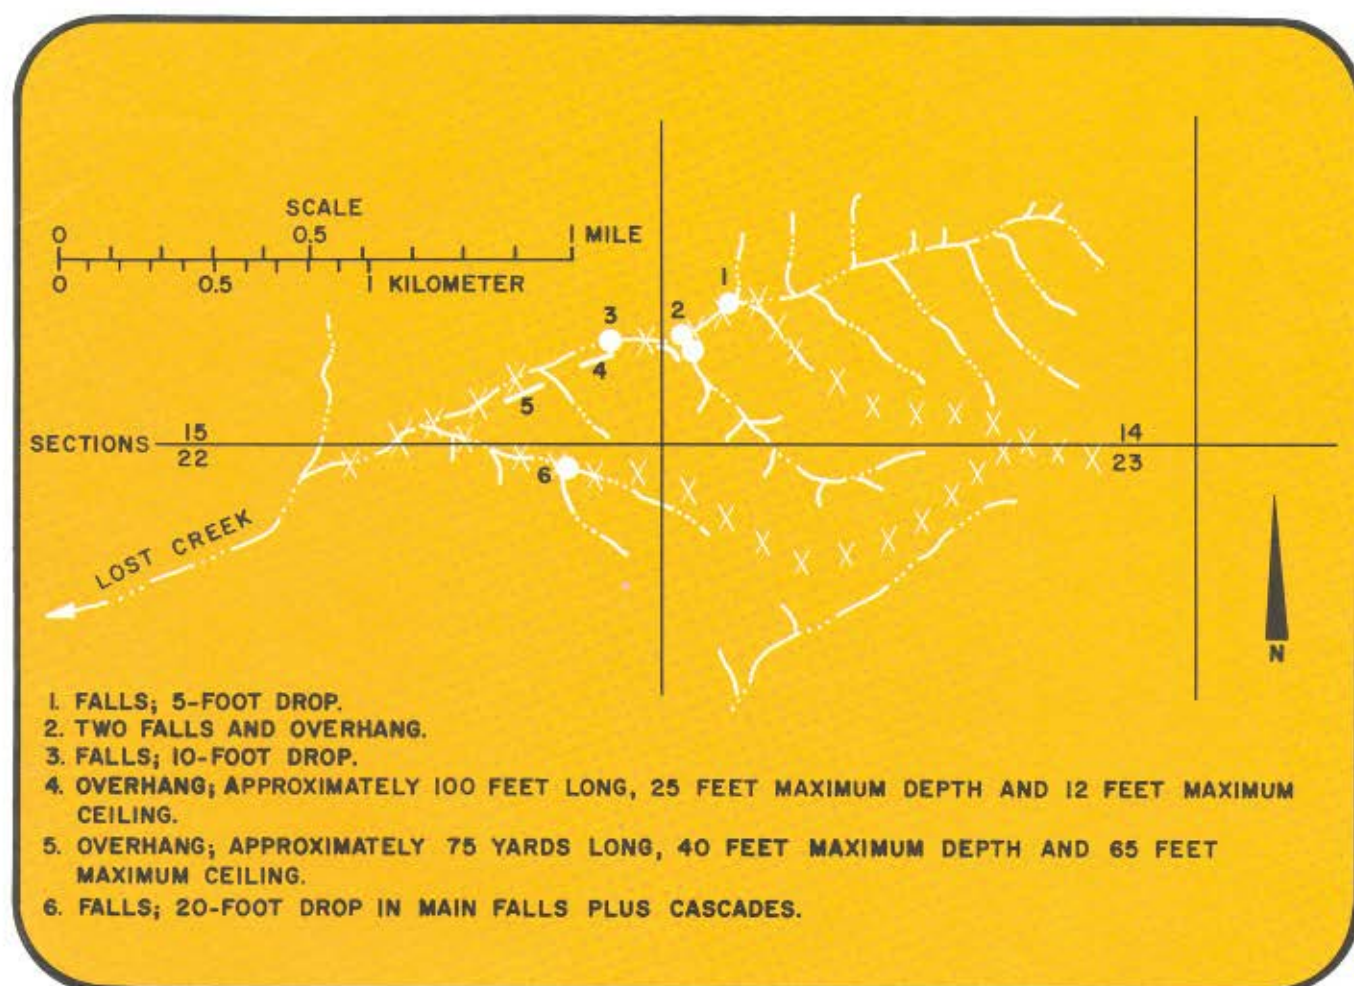 SCALE
0 0.5 1 MILE
0 0.5 1 KILOMETER
1
2
3
4
5
SECTIONS 15 14
22 23
6
LOST CREEK
N
1. FALLS; 5-FOOT DROP.
2. TWO FALLS AND OVERHANG.
3. FALLS; 10-FOOT DROP.
4. OVERHANG; APPROXIMATELY 100 FEET LONG, 25 FEET MAXIMUM DEPTH AND 12 FEET MAXIMUM
CEILING.
5. OVERHANG; APPROXIMATELY 75 YARDS LONG, 40 FEET MAXIMUM DEPTH AND 65 FEET
MAXIMUM CEILING.
6. FALLS; 20-FOOT DROP IN MAIN FALLS PLUS CASCADES.